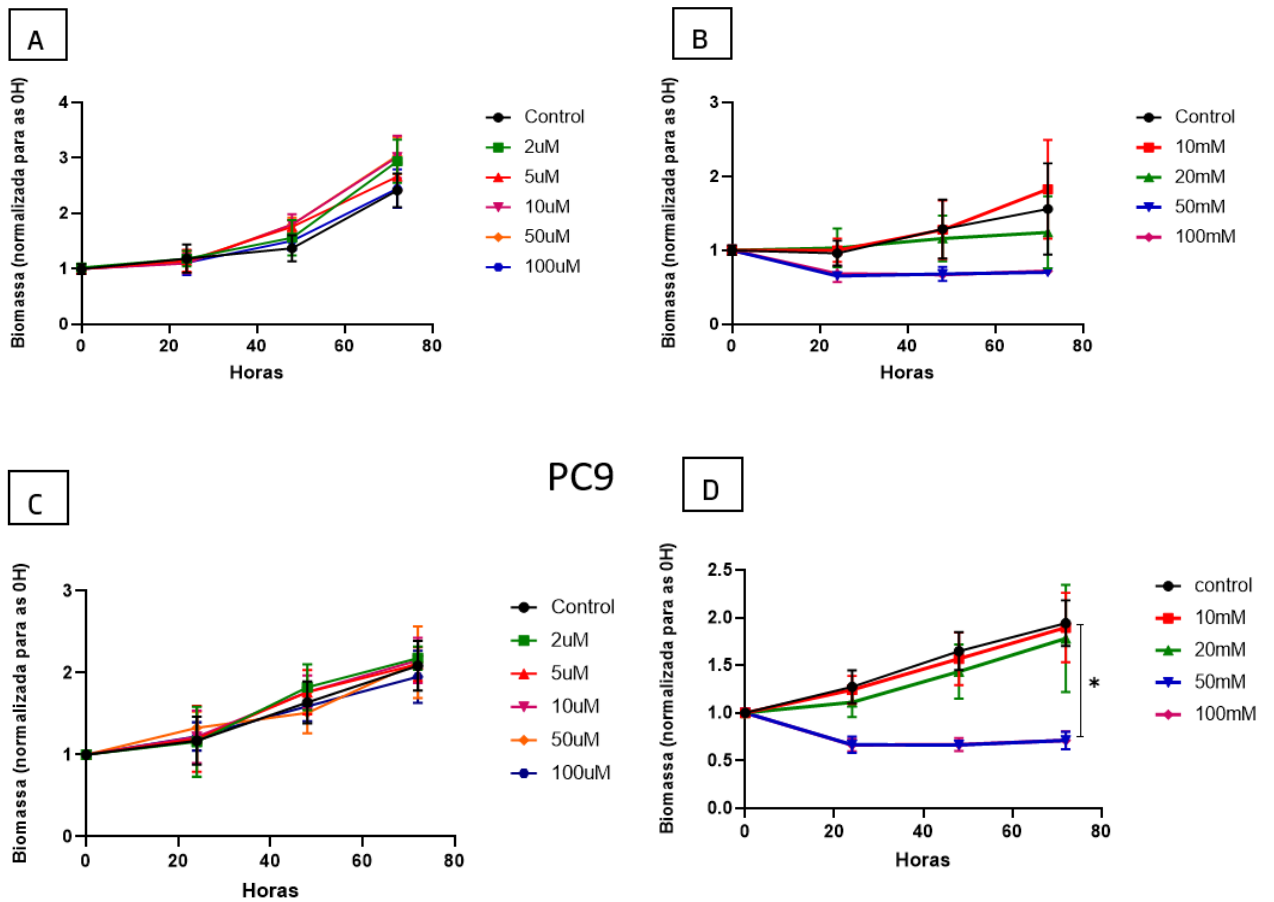 A
B
Biomassa (normalizada para as 0H)
4
3
2
1
0
0
20
40
60
80
Horas
Control
2uM
5uM
10uM
50uM
100uM
Biomassa (normalizada para as 0H)
3
2
1
0
0
20
40
60
80
Horas
Control
10mM
20mM
50mM
100mM
PC9
C
D
Biomassa (normalizada para as 0H)
3
2
1
0
0
20
40
60
80
Horas
Control
2uM
5uM
10uM
50uM
100uM
Biomassa (normalizada para as 0H)
2.5
2.0
1.5
1.0
0.5
0.0
0
20
40
60
80
Horas
*
control
10mM
20mM
50mM
100mM